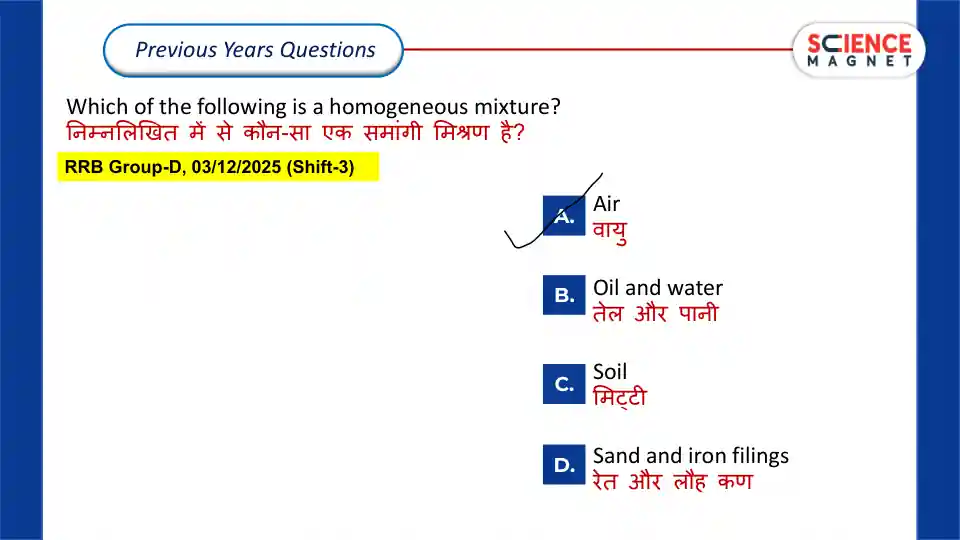 Previous Years Questions
SCIENCE
MAGNET
Which of the following is a homogeneous mixture?
निम्नलिखित में से कौन-सा एक समांगी मिश्रण है?
RRB Group-D, 03/12/2025 (Shift-3)
A. Air
वायु
B. Oil and water
तेल और पानी
C. Soil
मिट्टी
D. Sand and iron filings
रेत और लौह कण